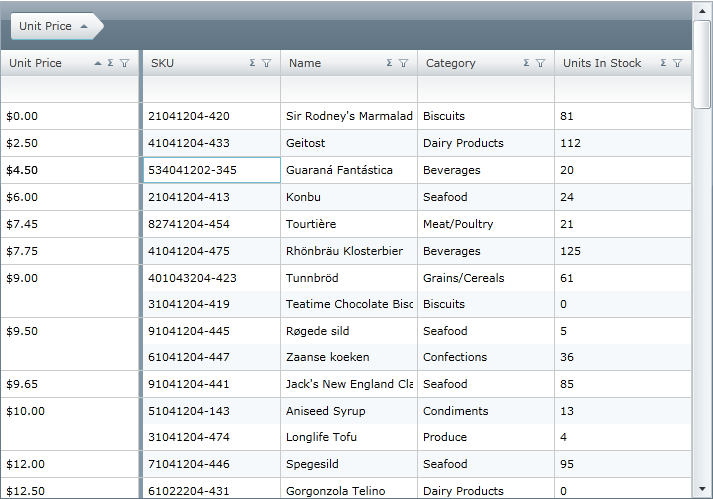 Unit Price
Unit Price Σ SKU Σ Name Σ Category Σ Units In Stock Σ
$0.00 21041204-420 Sir Rodney's Marmalad Biscuits 81
$2.50 41041204-433 Geitost Dairy Products 112
$4.50 534041202-345 Guaraná Fantástica Beverages 20
$6.00 21041204-413 Konbu Seafood 24
$7.45 82741204-454 Tourtière Meat/Poultry 21
$7.75 41041204-475 Rhönbräu Klosterbier Beverages 125
$9.00 401043204-423 Tunnbröd Grains/Cereals 61
31041204-419 Teatime Chocolate Bisc Biscuits 0
$9.50 91041204-445 Røgede sild Seafood 5
61041204-447 Zaanse koeken Confections 36
$9.65 91041204-441 Jack's New England Cla Seafood 85
$10.00 51041204-143 Aniseed Syrup Condiments 13
31041204-474 Longlife Tofu Produce 4
$12.00 71041204-446 Spegesild Seafood 95
$12.50 61022204-431 Gorgonzola Telino Dairy Products 0